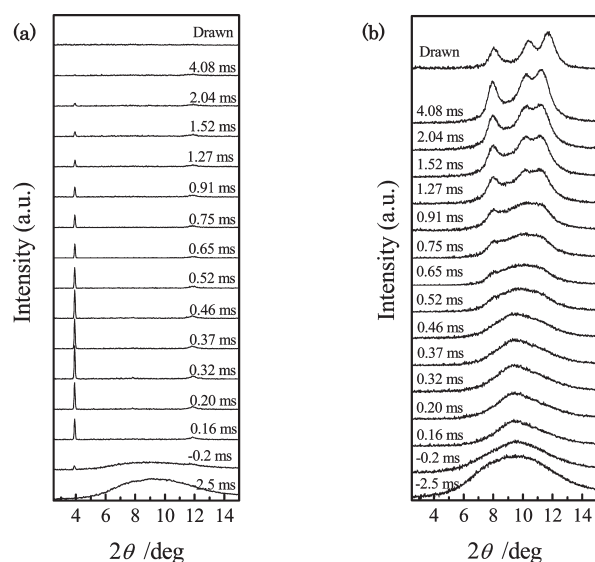 (a)
Drawn
4.08 ms
2.04 ms
1.52 ms
1.27 ms
0.91 ms
0.75 ms
0.65 ms
0.52 ms
0.46 ms
0.37 ms
0.32 ms
0.20 ms
0.16 ms
-0.2 ms
-2.5 ms
Intensity (a.u.)
4 6 8 10 12 14
2θ /deg
(b)
Drawn
4.08 ms
2.04 ms
1.52 ms
1.27 ms
0.91 ms
0.75 ms
0.65 ms
0.52 ms
0.46 ms
0.37 ms
0.32 ms
0.20 ms
0.16 ms
-0.2 ms
-2.5 ms
Intensity (a.u.)
4 6 8 10 12 14
2θ /deg